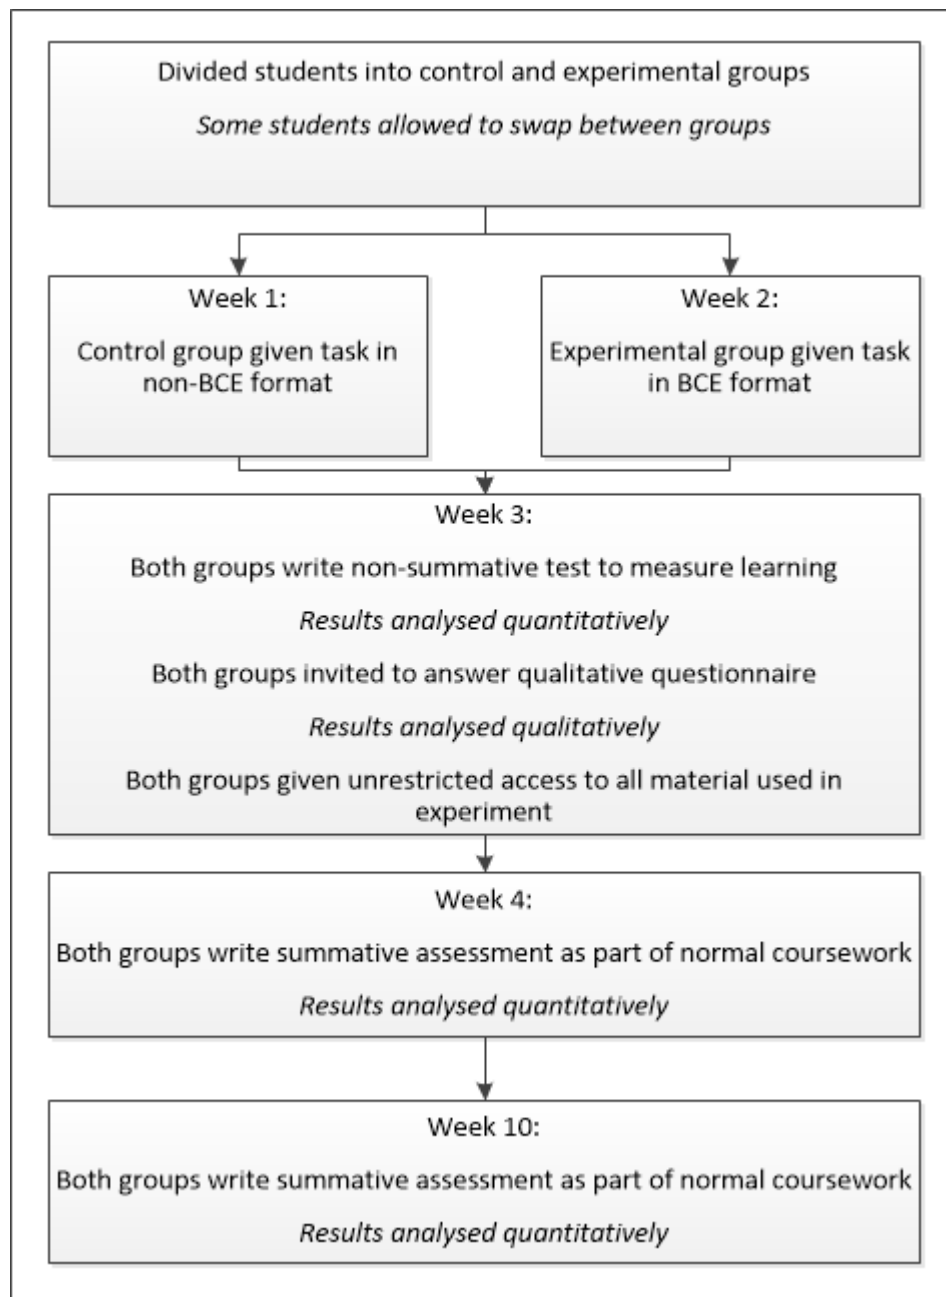 Divided students into control and experimental groups
Some students allowed to swap between groups
Week 1:
Control group given task in
non-BCE format
Week 2:
Experimental group given task
in BCE format
Week 3:
Both groups write non-summative test to measure learning
Results analysed quantitatively
Both groups invited to answer qualitative questionnaire
Results analysed qualitatively
Both groups given unrestricted access to all material used in
experiment
Week 4:
Both groups write summative assessment as part of normal coursework
Results analysed quantitatively
Week 10:
Both groups write summative assessment as part of normal coursework
Results analysed quantitatively